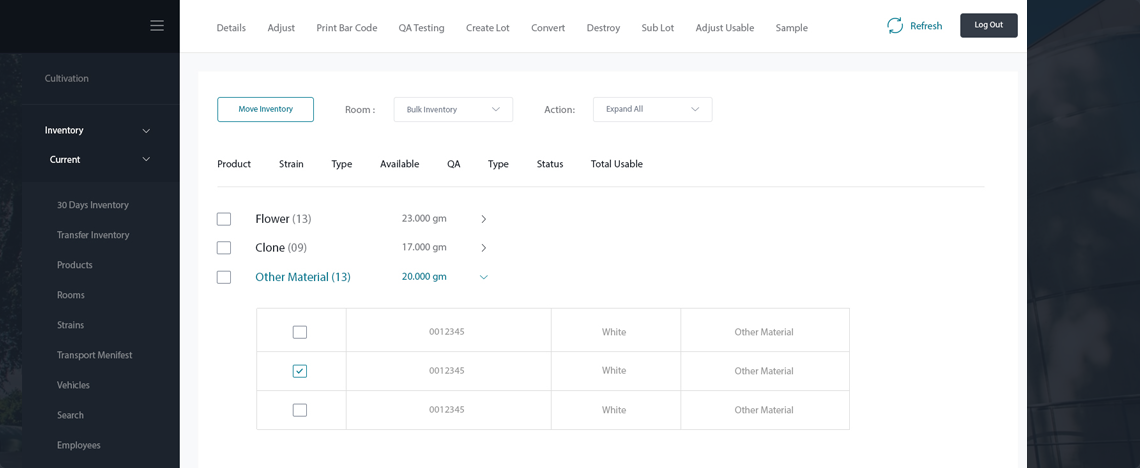 Details Adjust Print Bar Code QA Testing Create Lot Convert Destroy Sub Lot Adjust Usable Sample Refresh Log Out
Cultivation
Inventory
Current
30 Days Inventory
Transfer Inventory
Products
Rooms
Strains
Transport Menifest
Vehicles
Search
Employees
Move Inventory Room : Bulk Inventory Action: Expand All
Product Strain Type Available QA Type Status Total Usable
Flower (13) 23.000 gm
Clone (09) 17.000 gm
Other Material (13) 20.000 gm
0012345 White Other Material
0012345 White Other Material
0012345 White Other Material